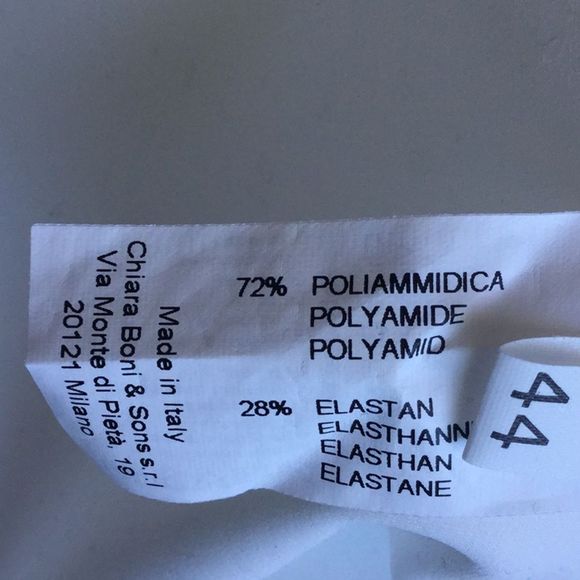 72% POLIAMMIDICA
POLYAMIDE
POLYAMID
28% ELASTAN
ELASTHANN
ELASTHAN
ELASTANE
Made in Italy
Chiara Boni & Sons s.r.l
Via Monte di Pietà, 19
20121 Milano
44